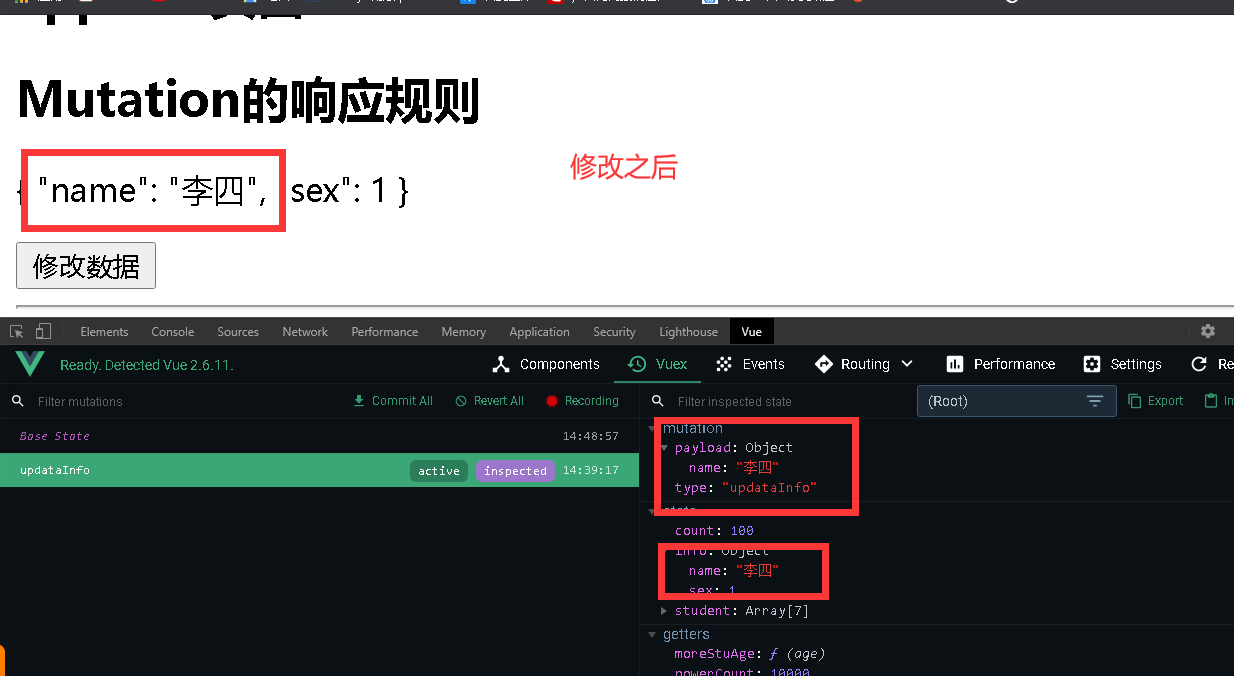 Mutation的响应规则
修改之后
{ "name": "李四", "sex": 1 }
修改数据
Elements Console Sources Network Performance Memory Application Security Lighthouse Vue
Ready. Detected Vue 2.6.11. Components Vuex Events Routing Performance Settings Re
Filter mutations Commit All Revert All Recording
Filter inspected state (Root) Export Im
Base State 14:48:57
updataInfo active inspected 14:39:17
mutation
payload: Object
name: "李四"
type: "updataInfo"
state
count: 100
info: Object
name: "李四"
sex: 1
student: Array[7]
getters
moreStuAge: ƒ (age)
powerCount: 10000